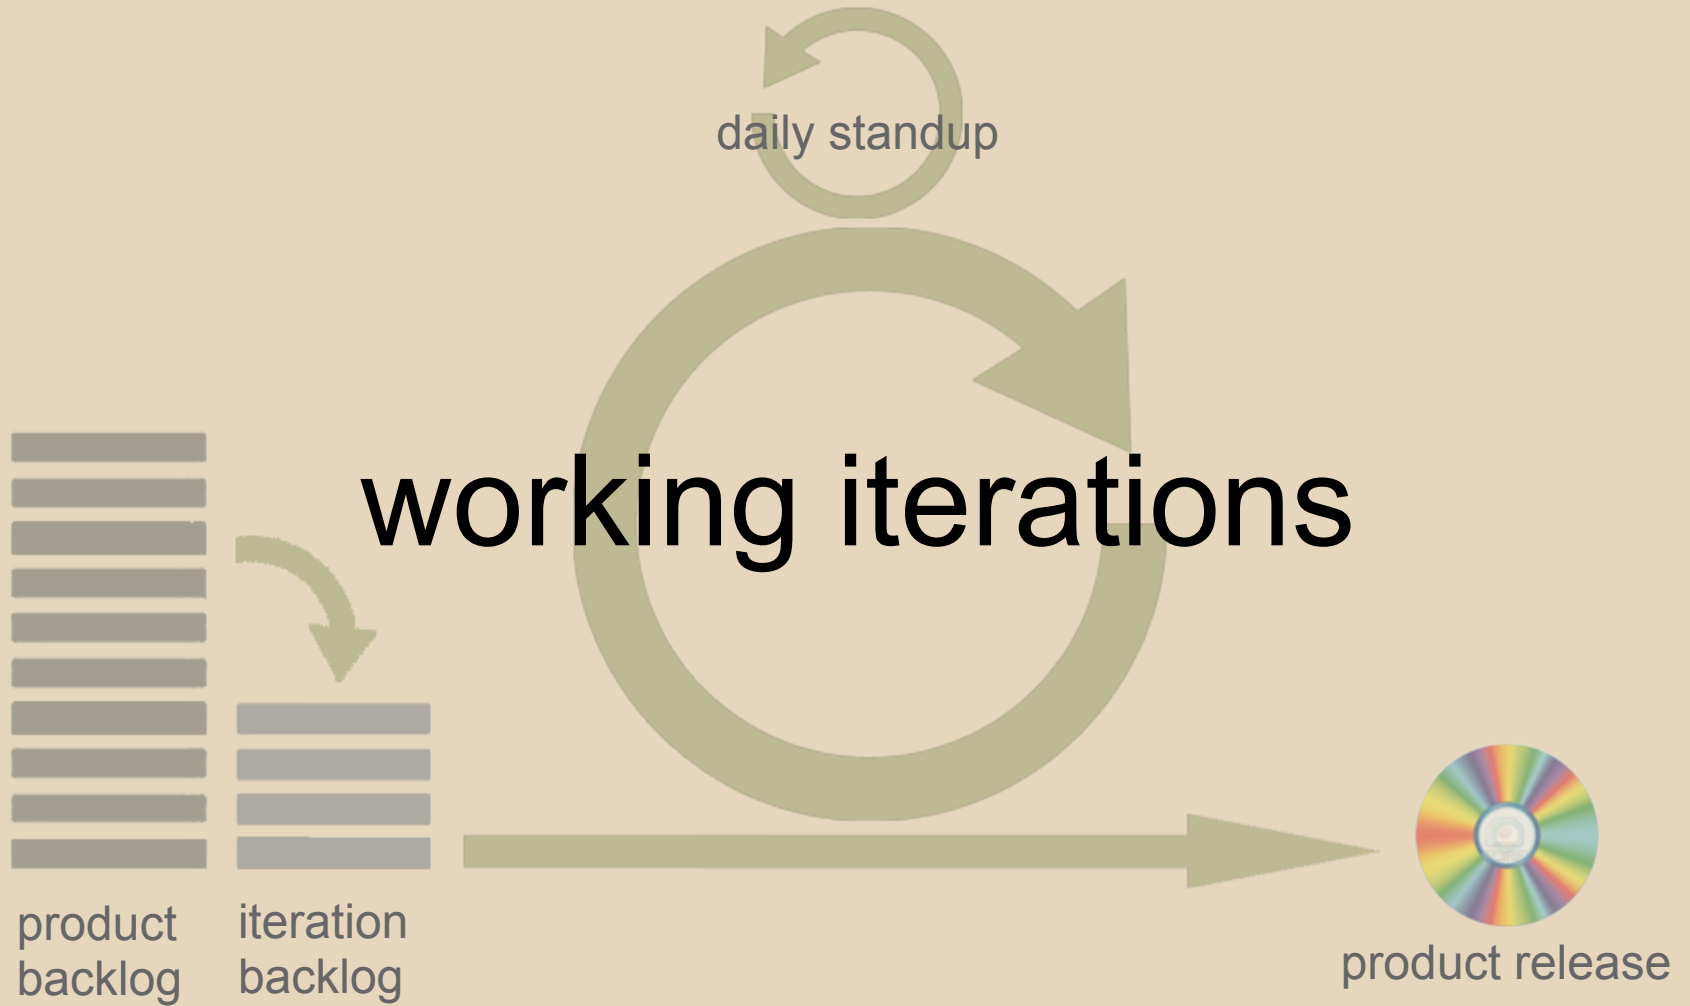 daily standup
working iterations
product
backlog
iteration
backlog
product release